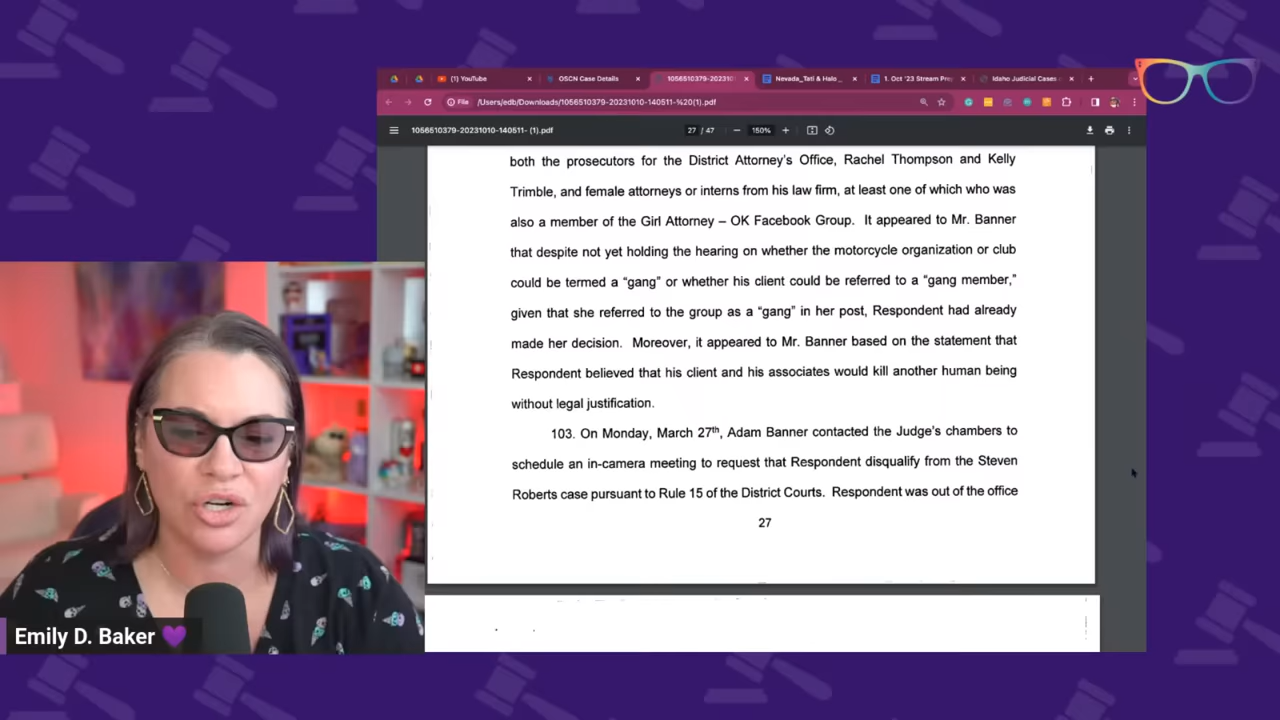 (1) YouTube
OSCN Case Details
1056510379-202310
Nevada_Tati & Halo_
1. Oct '23 Stream Pre
Idaho Judicial Cases
File /Users/edb/Downloads/1056510379-20231010-140511-%20(1).pdf
1056510379-20231010-140511- (1).pdf
27 / 47
150%
both the prosecutors for the District Attorney's Office, Rachel Thompson and Kelly
Trimble, and female attorneys or interns from his law firm, at least one of which who was
also a member of the Girl Attorney – OK Facebook Group. It appeared to Mr. Banner
that despite not yet holding the hearing on whether the motorcycle organization or club
could be termed a “gang” or whether his client could be referred to a “gang member,”
given that she referred to the group as a “gang” in her post, Respondent had already
made her decision. Moreover, it appeared to Mr. Banner based on the statement that
Respondent believed that his client and his associates would kill another human being
without legal justification.
103. On Monday, March 27th, Adam Banner contacted the Judge's chambers to
schedule an in-camera meeting to request that Respondent disqualify from the Steven
Roberts case pursuant to Rule 15 of the District Courts. Respondent was out of the office
27
Emily D. Baker 💜